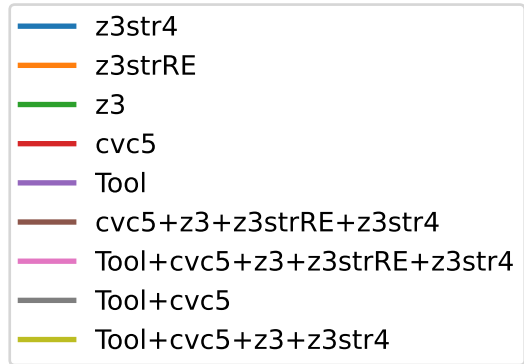 z3str4
z3strRE
z3
cvc5
Tool
cvc5+z3+z3strRE+z3str4
Tool+cvc5+z3+z3strRE+z3str4
Tool+cvc5
Tool+cvc5+z3+z3str4